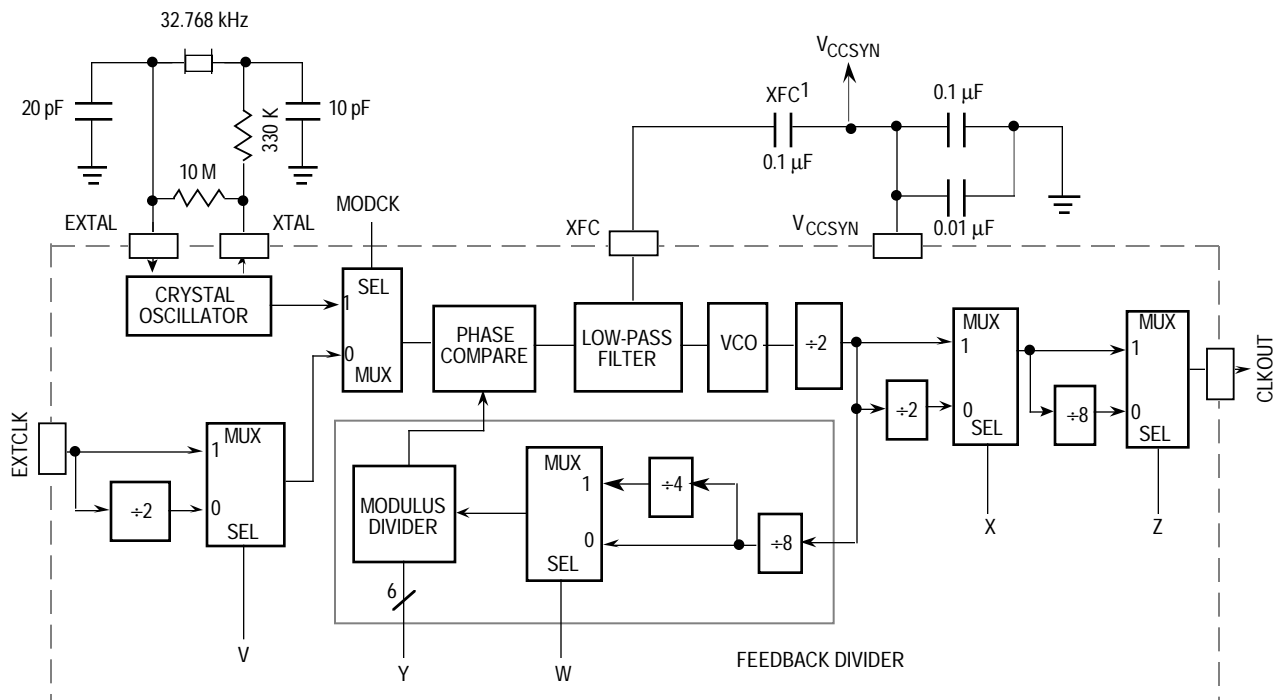 32.768 kHz
20 pF
330 K
10 pF
10 M
EXTAL
XTAL
MODCK
V_CCSYN
XFC¹
0.1 µF
0.1 µF
0.01 µF
XFC
V_CCSYN
CRYSTAL
OSCILLATOR
SEL
1
0
MUX
PHASE
COMPARE
LOW-PASS
FILTER
VCO
÷2
MUX
1
0
SEL
÷2
MUX
1
0
SEL
÷8
CLKOUT
EXTCLK
MUX
1
0
SEL
÷2
MODULUS
DIVIDER
MUX
1
0
SEL
÷4
÷8
6
X
Z
V
Y
W
FEEDBACK DIVIDER